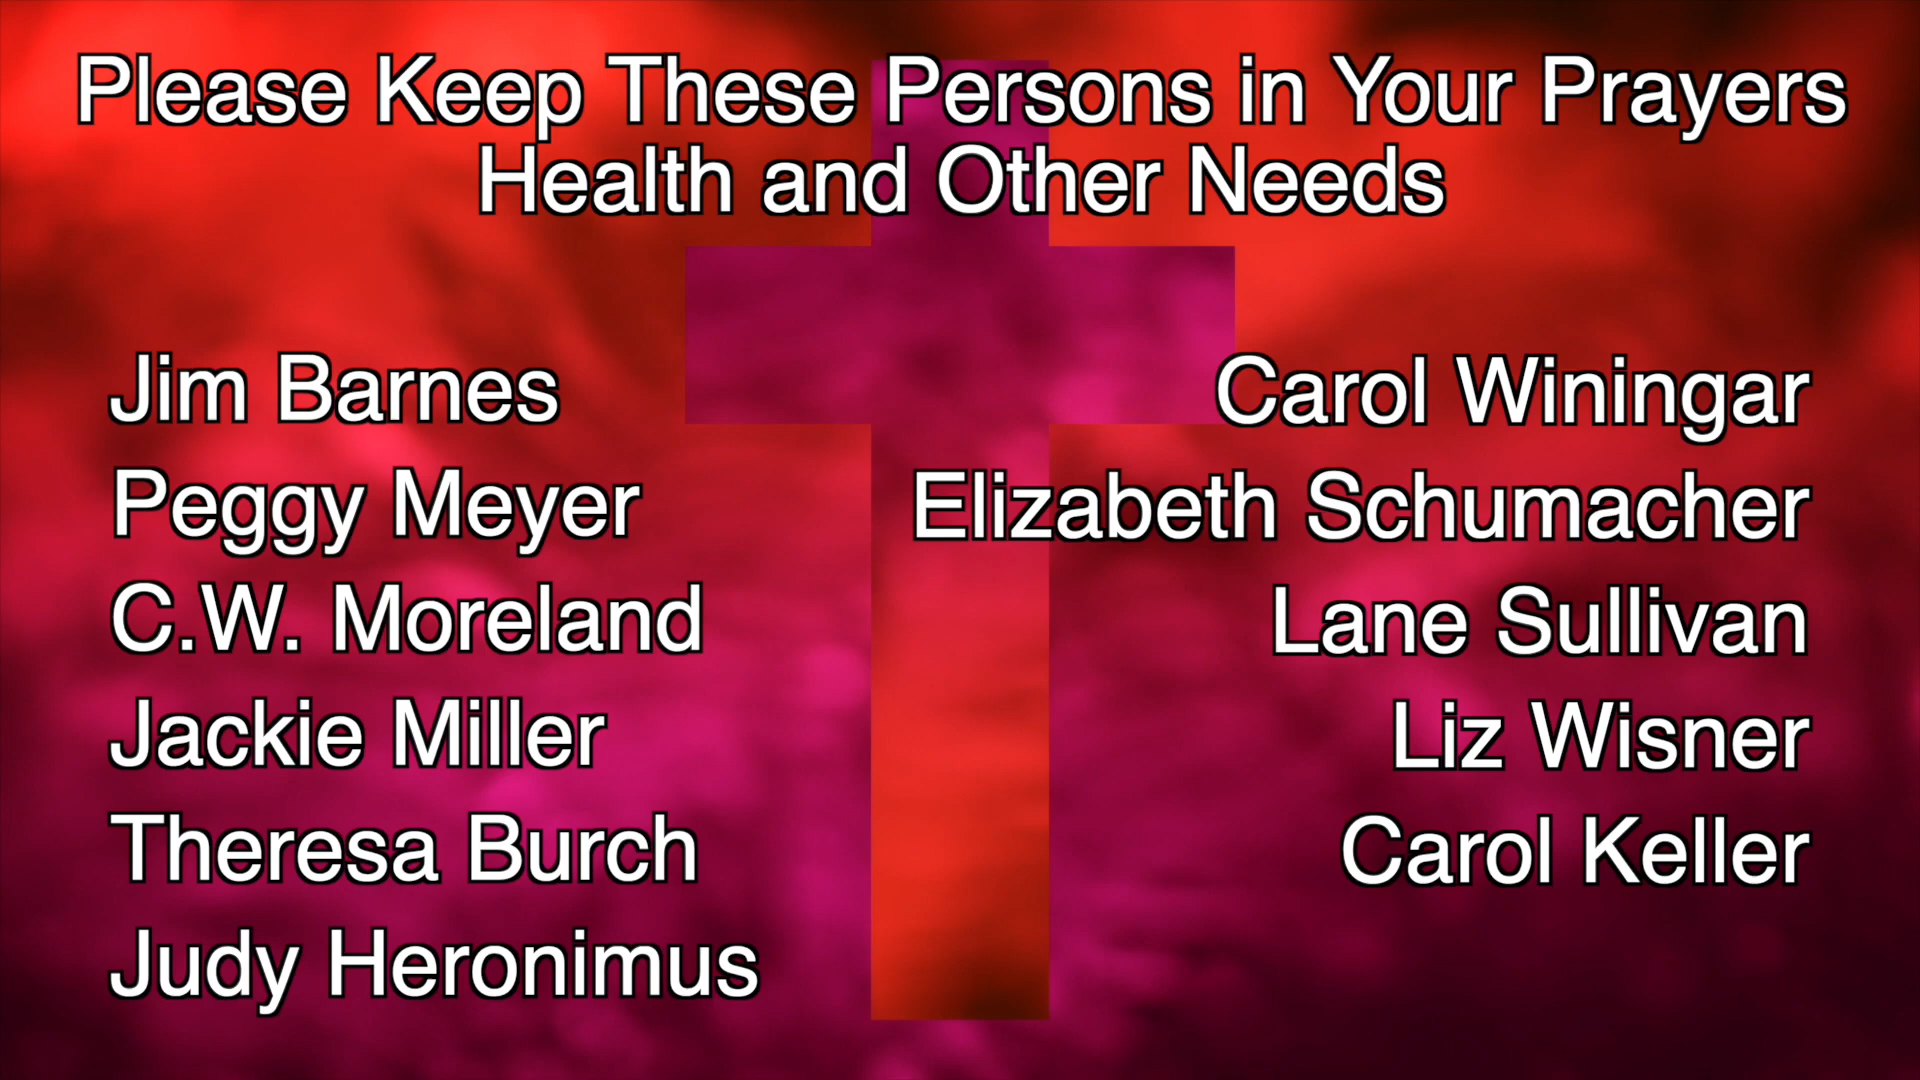 Please Keep These Persons in Your Prayers
Health and Other Needs
Jim Barnes
Peggy Meyer
C.W. Moreland
Jackie Miller
Theresa Burch
Judy Heronimus
Carol Winingar
Elizabeth Schumacher
Lane Sullivan
Liz Wisner
Carol Keller